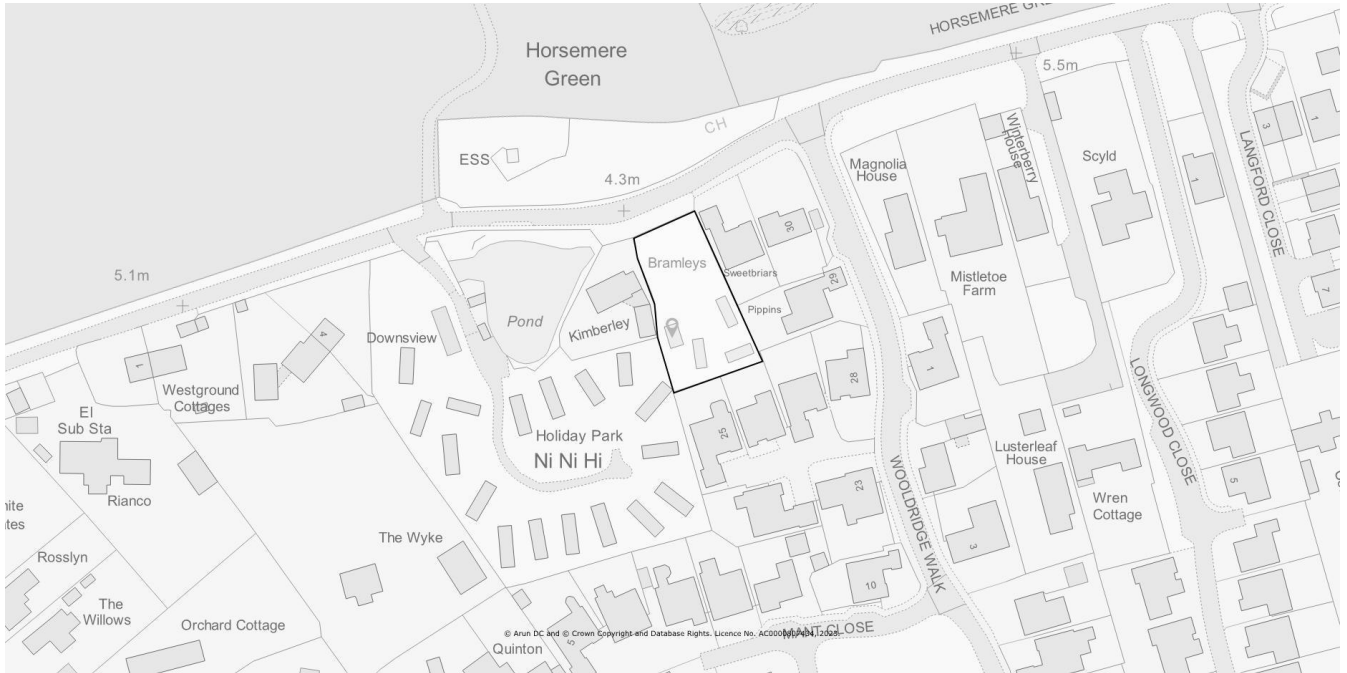 HORSEMERE GRE
Horsemere
Green
5.5m
CH
ESS
Winterberry
House
LANGFORD CLOSE
3
1
Magnolia
House
Scyld
1
4.3m
30
Bramleys
Sweetbriars
5.1m
29
Mistletoe
Farm
7
Pond
Pippins
Kimberley
4
Downsview
1
28
1
LONGWOOD CLOSE
Westground
Cottages
El
Sub Sta
25
Holiday Park
Ni Ni Hi
Lusterleaf
House
5
Rianco
23
WOOLDRIDGE WALK
Wren
Cottage
The Wyke
3
Rosslyn
10
The
Willows
Orchard Cottage
5
MANT CLOSE
Quinton